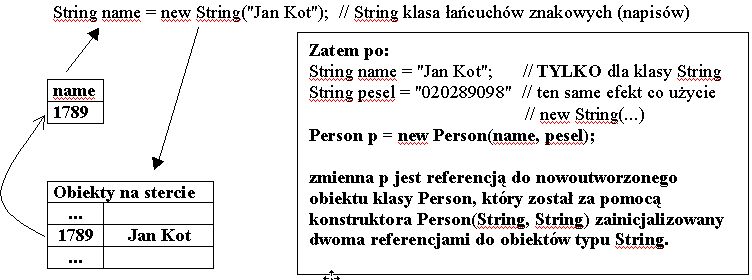 String name = new String("Jan Kot");  // String klasa łańcuchów znakowych (napisów)
name
1789
Obiekty na stercie
...
1789 Jan Kot
...
Zatem po:
String name = "Jan Kot"; // TYLKO dla klasy String
String pesel = "020289098" // ten same efekt co użycie
// new String(...)
Person p = new Person(name, pesel);
zmienna p jest referencją do nowoutworzonego
obiektu klasy Person, który został za pomocą
konstruktora Person(String, String) zainicjalizowany
dwoma referencjami do obiektów typu String.